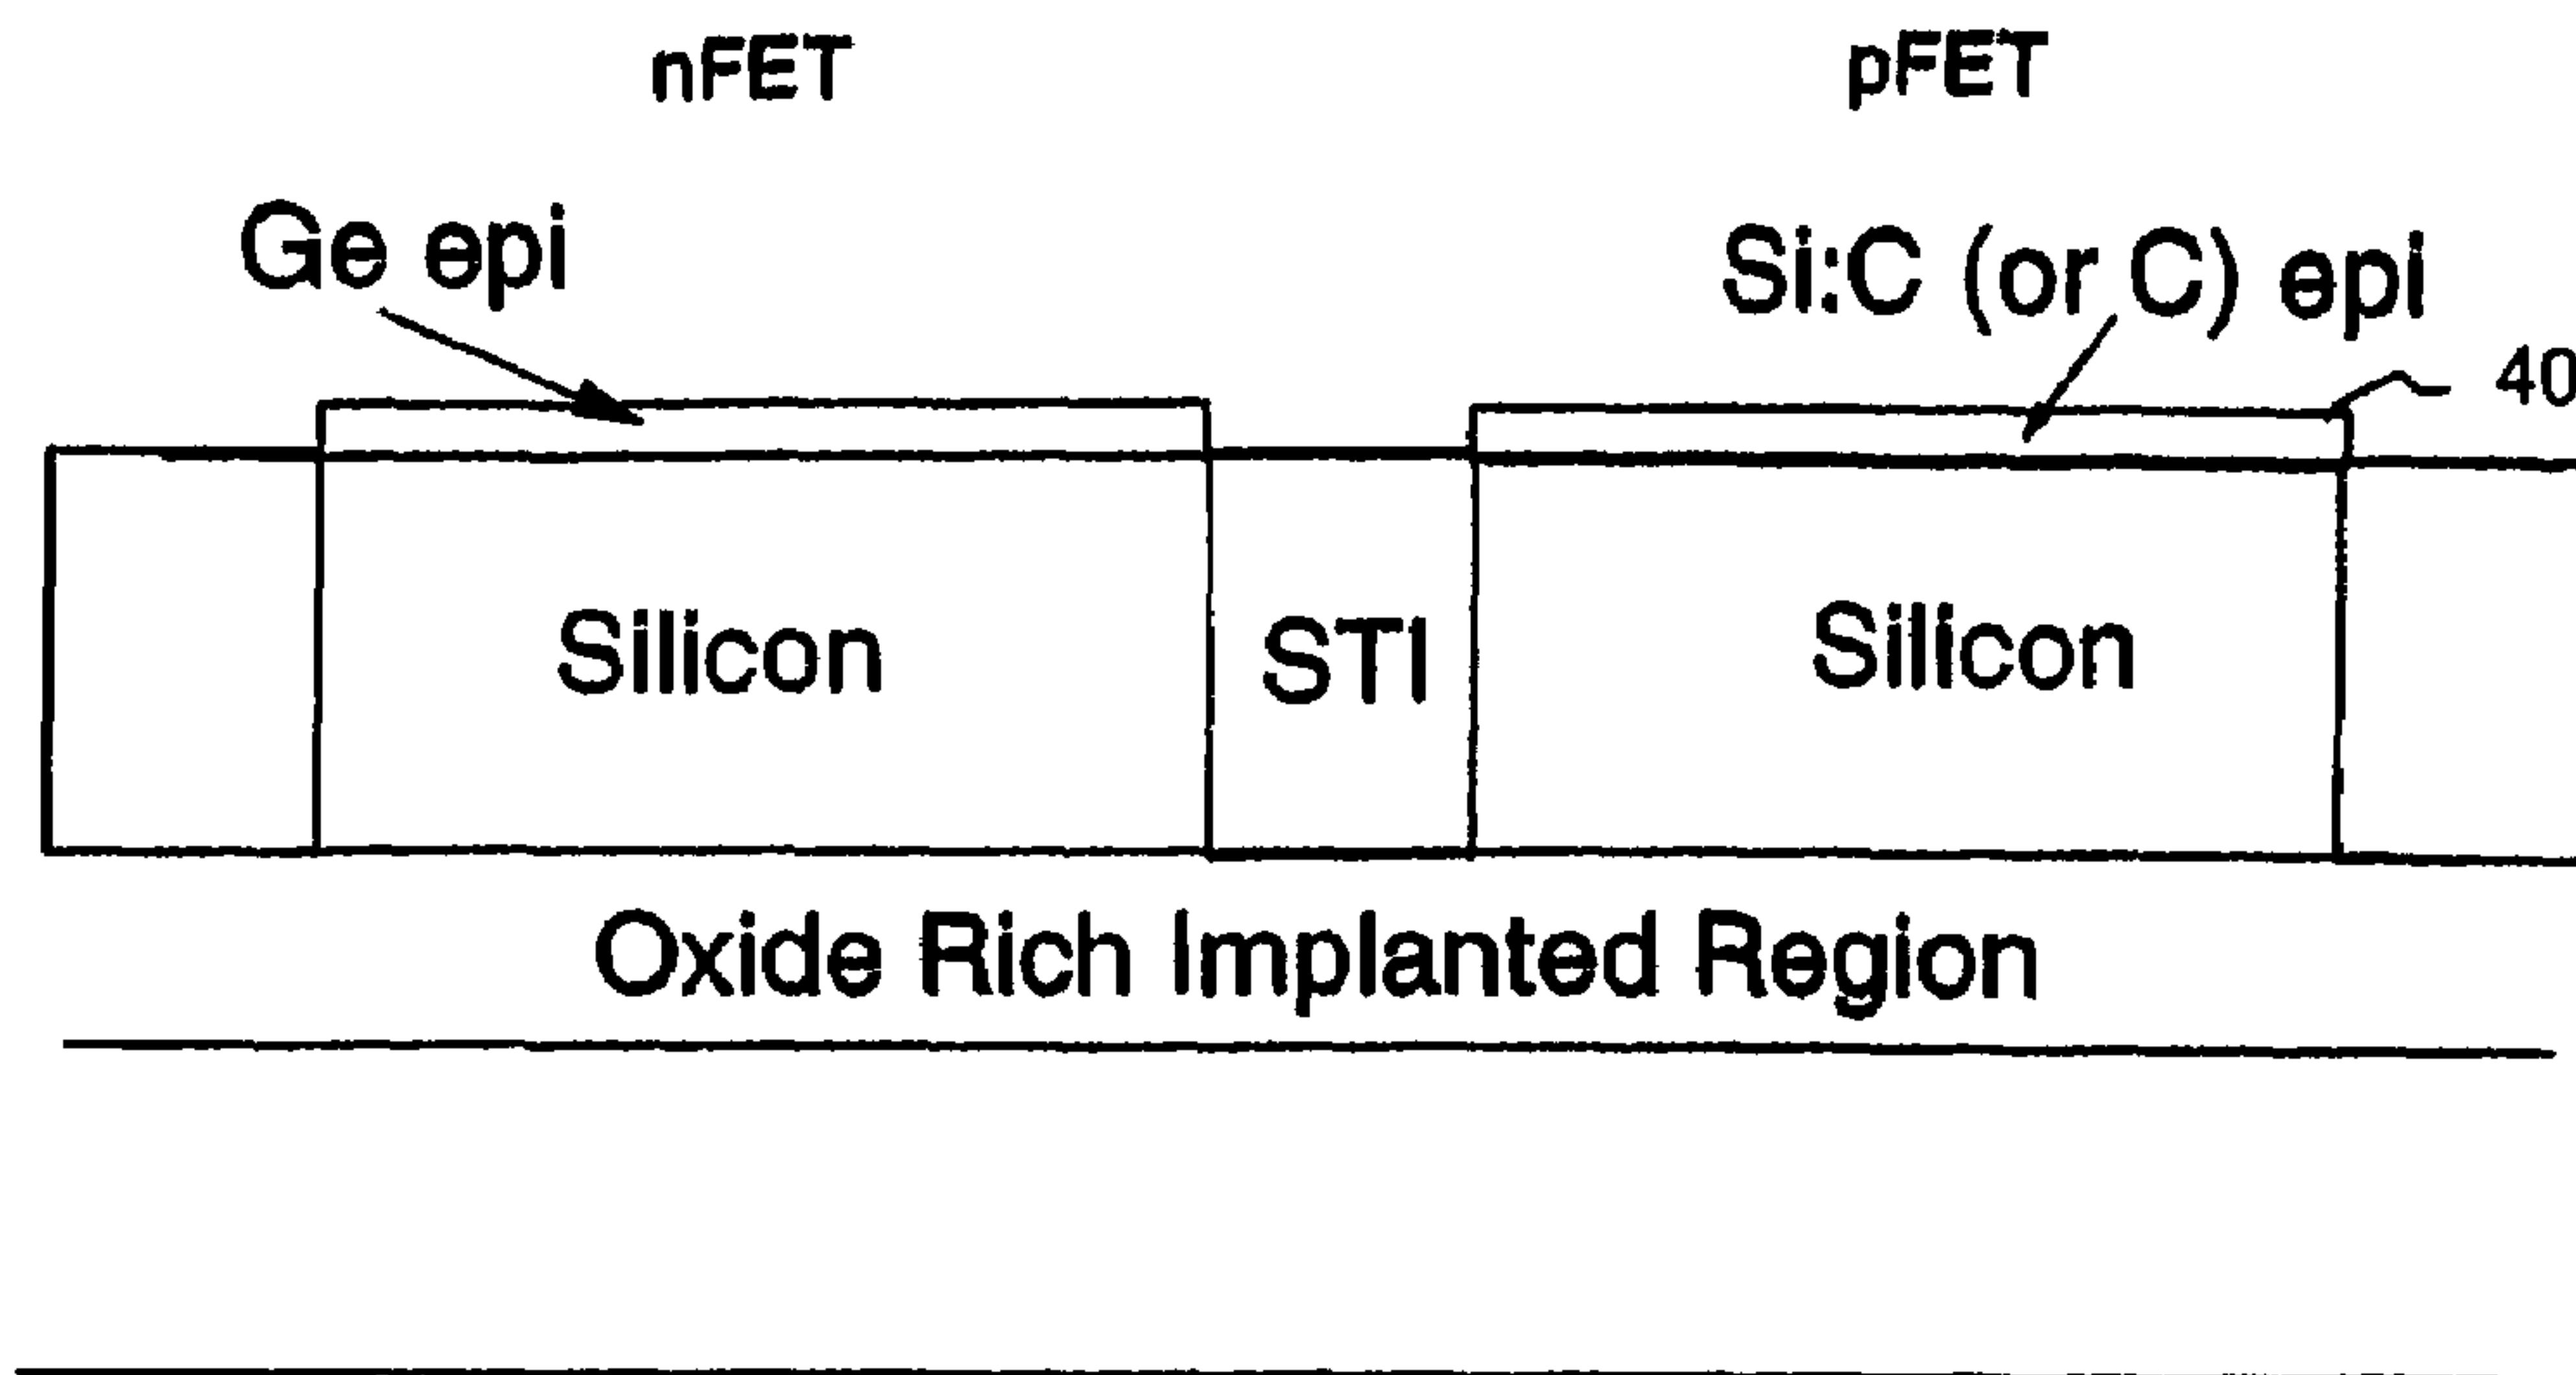 nFET
pFET
Ge epi
Si:C (or C) epi
40
Silicon
STI
Silicon
Oxide Rich Implanted Region